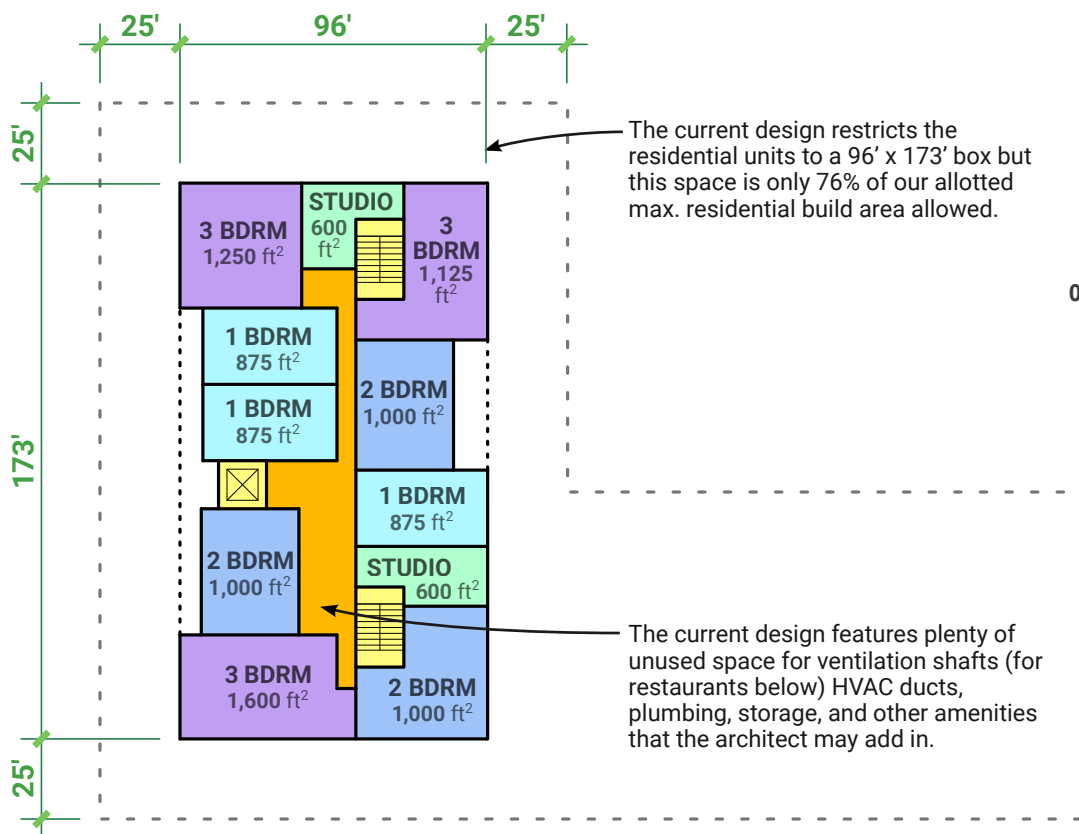 25'
96'
25'
25'
The current design restricts the
residential units to a 96’ x 173’ box but
this space is only 76% of our allotted
max. residential build area allowed.
STUDIO
600
ft²
3 BDRM
1,250 ft²
3
BDRM
1,125
ft²
0
1 BDRM
875 ft²
2 BDRM
1,000 ft²
1 BDRM
875 ft²
173'
1 BDRM
875 ft²
2 BDRM
1,000 ft²
STUDIO
600 ft²
The current design features plenty of
unused space for ventilation shafts (for
restaurants below) HVAC ducts,
plumbing, storage, and other amenities
that the architect may add in.
3 BDRM
1,600 ft²
2 BDRM
1,000 ft²
25'